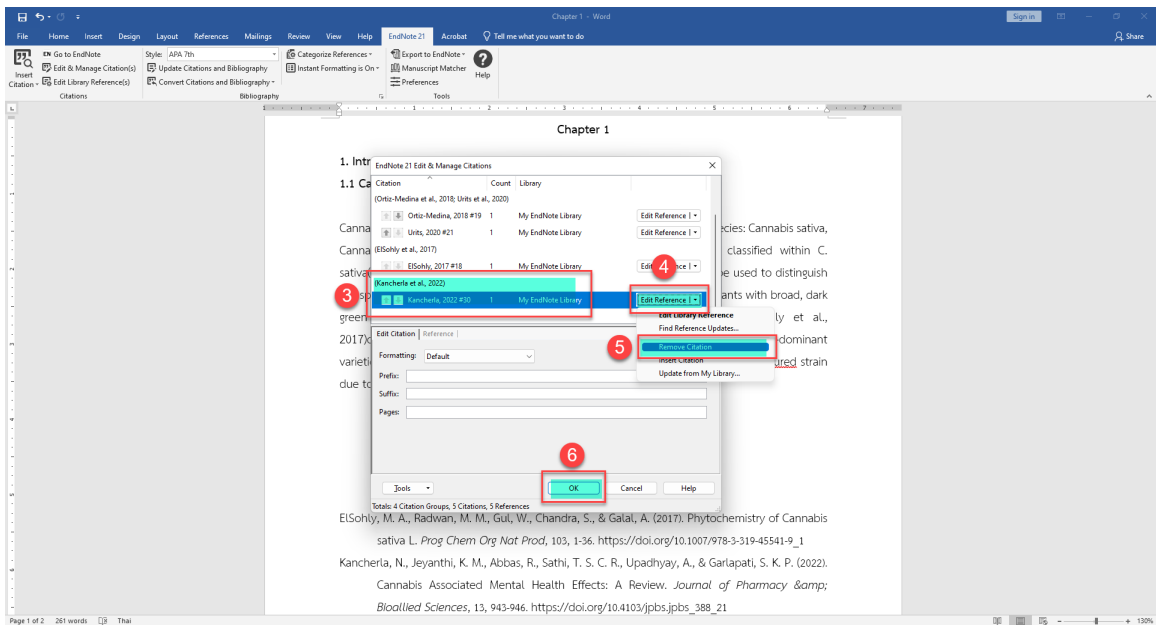 Chapter 1 - Word
Sign in
File Home Insert Design Layout References Mailings Review View Help EndNote 21 Acrobat Tell me what you want to do
Share
Insert Citation
EN Go to EndNote
Edit & Manage Citation(s)
Edit Library Reference(s)
Citations
Style: APA 7th
Update Citations and Bibliography
Convert Citations and Bibliography
Bibliography
Categorize References
Instant Formatting is On
Export to EndNote
Manuscript Matcher
Preferences
Help
Tools
Chapter 1
1. Intr
1.1 Ca
Canna
ecies: Cannabis sativa,
Canna
classified within C.
sativa
be used to distinguish
sp
ants with broad, dark
green
ly et al.,
2017)
dominant
varieti
ured strain
due to
EndNote 21 Edit & Manage Citations
Citation Count Library
(Ortiz-Medina et al., 2018; Urits et al., 2020)
Ortiz-Medina, 2018 #19 1 My EndNote Library Edit Reference
Urits, 2020 #21 1 My EndNote Library Edit Reference
(ElSohly et al., 2017)
ElSohly, 2017 #18 1 My EndNote Library
4
3
(Kancherla et al., 2022)
Kancherla, 2022 #30 1 My EndNote Library Edit Reference
Edit Library Reference
Find Reference Updates...
5
Remove Citation
Insert Citation
Update from My Library...
Edit Citation Reference
Formatting: Default
Prefix:
Suffix:
Pages:
6
Tools OK Cancel Help
Totals: 4 Citation Groups, 5 Citations, 5 References
ElSohly, M. A., Radwan, M. M., Gul, W., Chandra, S., & Galal, A. (2017). Phytochemistry of Cannabis
sativa L. Prog Chem Org Nat Prod, 103, 1-36. https://doi.org/10.1007/978-3-319-45541-9_1
Kancherla, N., Jeyanthi, K. M., Abbas, R., Sathi, T. S. C. R., Upadhyay, A., & Garlapati, S. K. P. (2022).
Cannabis Associated Mental Health Effects: A Review. Journal of Pharmacy &amp;
Bioallied Sciences, 13, 943-946. https://doi.org/10.4103/jpbs.jpbs_388_21
Page 1 of 2 261 words Thai
130%